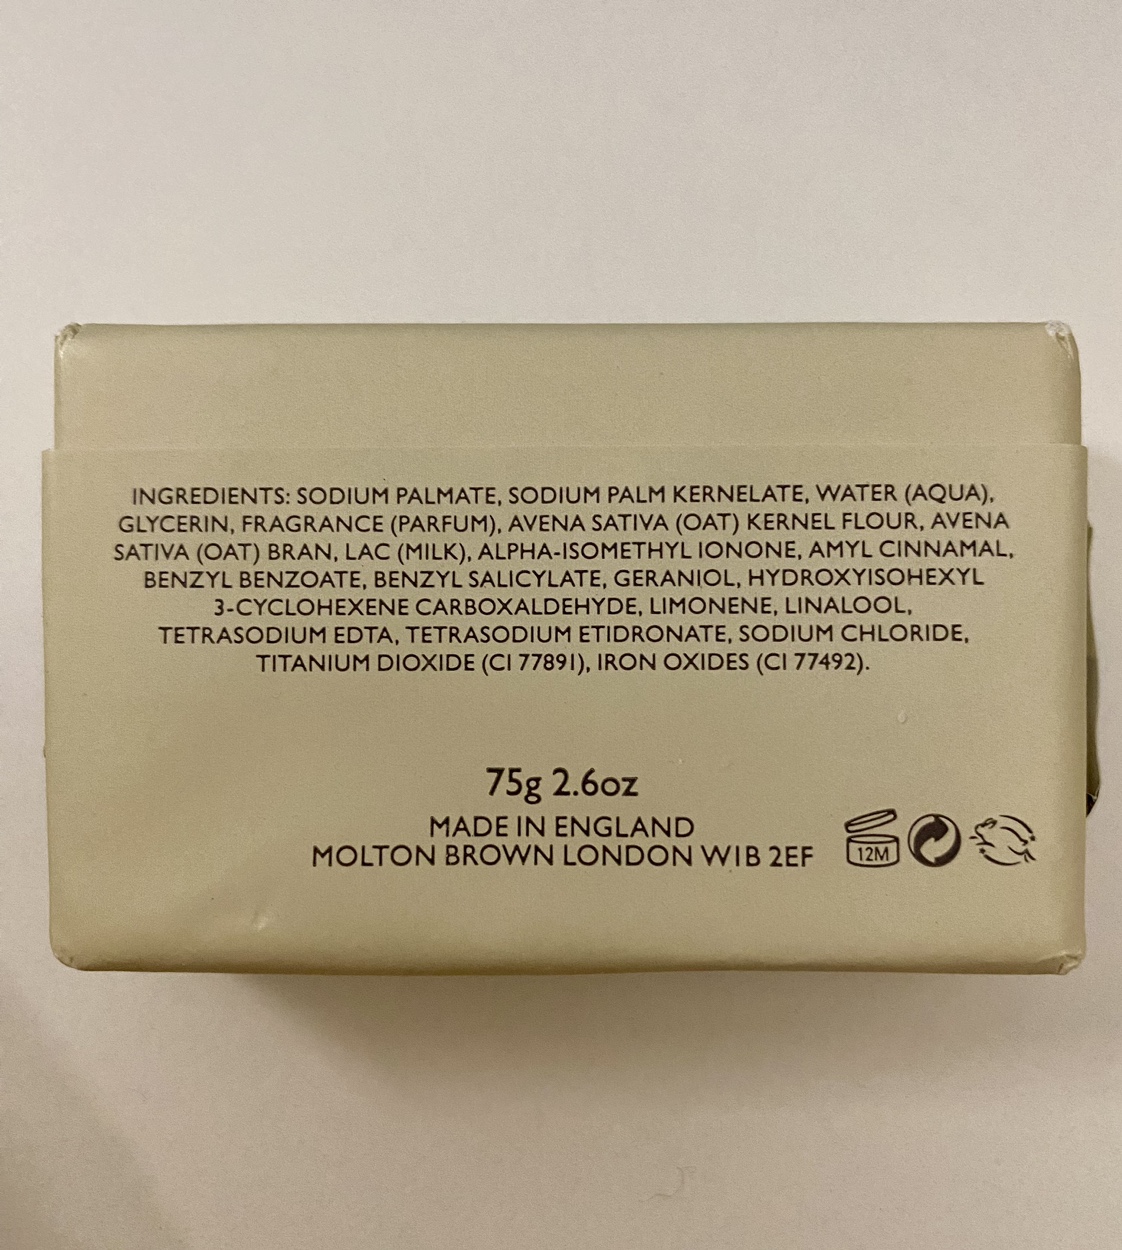 INGREDIENTS: SODIUM PALMATE, SODIUM PALM KERNELATE, WATER (AQUA),
GLYCERIN, FRAGRANCE (PARFUM), AVENA SATIVA (OAT) KERNEL FLOUR, AVENA
SATIVA (OAT) BRAN, LAC (MILK), ALPHA-ISOMETHYL IONONE, AMYL CINNAMAL,
BENZYL BENZOATE, BENZYL SALICYLATE, GERANIOL, HYDROXYISOHEXYL
3-CYCLOHEXENE CARBOXALDEHYDE, LIMONENE, LINALOOL,
TETRASODIUM EDTA, TETRASODIUM ETIDRONATE, SODIUM CHLORIDE,
TITANIUM DIOXIDE (CI 77891), IRON OXIDES (CI 77492).
75g 2.6oz
MADE IN ENGLAND
MOLTON BROWN LONDON W1B 2EF
12M